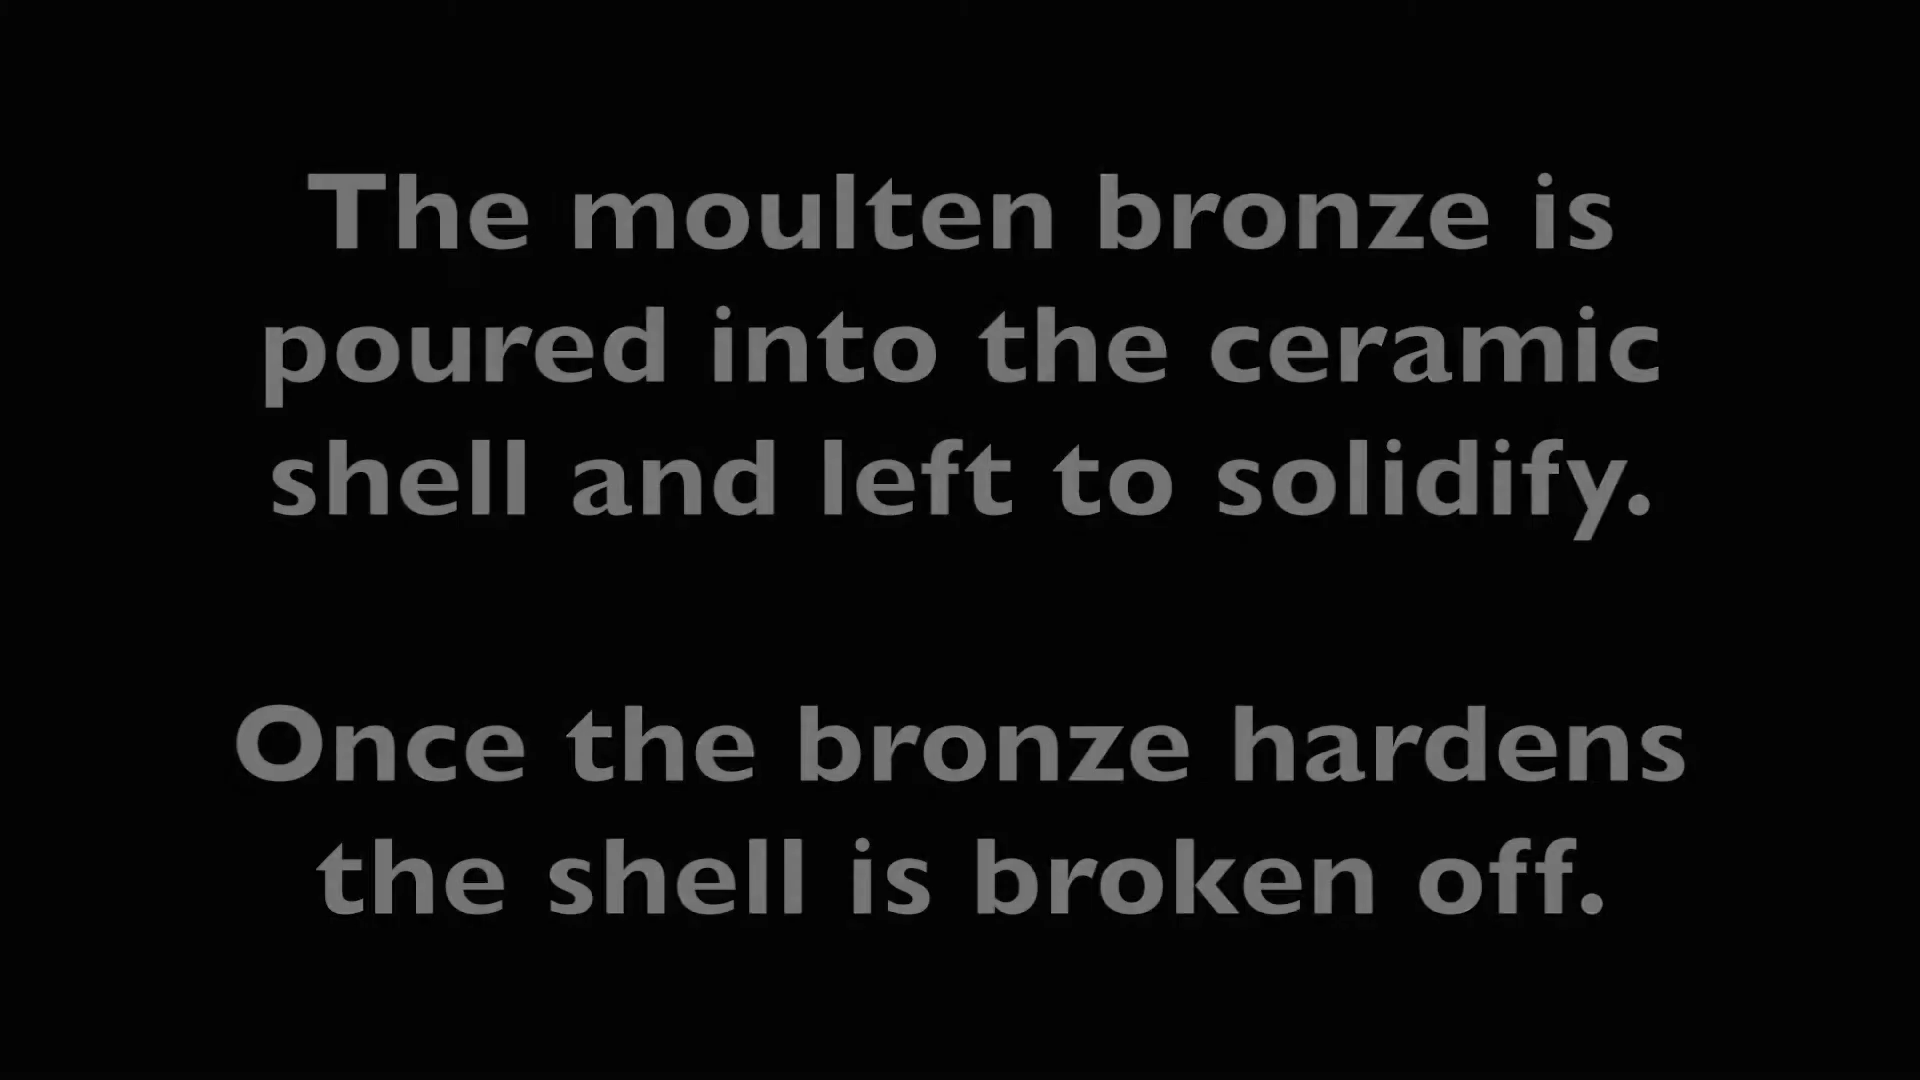 The moulten bronze is
poured into the ceramic
shell and left to solidify.
Once the bronze hardens
the shell is broken off.